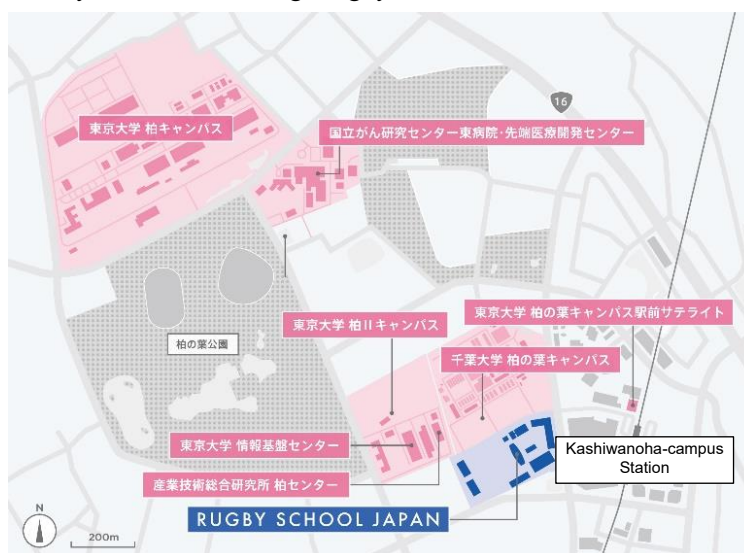 16
東京大学 柏キャンパス
国立がん研究センター東病院・先端医療開発センター
東京大学 柏の葉キャンパス駅前サテライト
東京大学 柏IIキャンパス
柏の葉公園
千葉大学 柏の葉キャンパス
東京大学 情報基盤センター
Kashiwanoha-campus
Station
産業技術総合研究所 柏センター
RUGBY SCHOOL JAPAN
N
200m